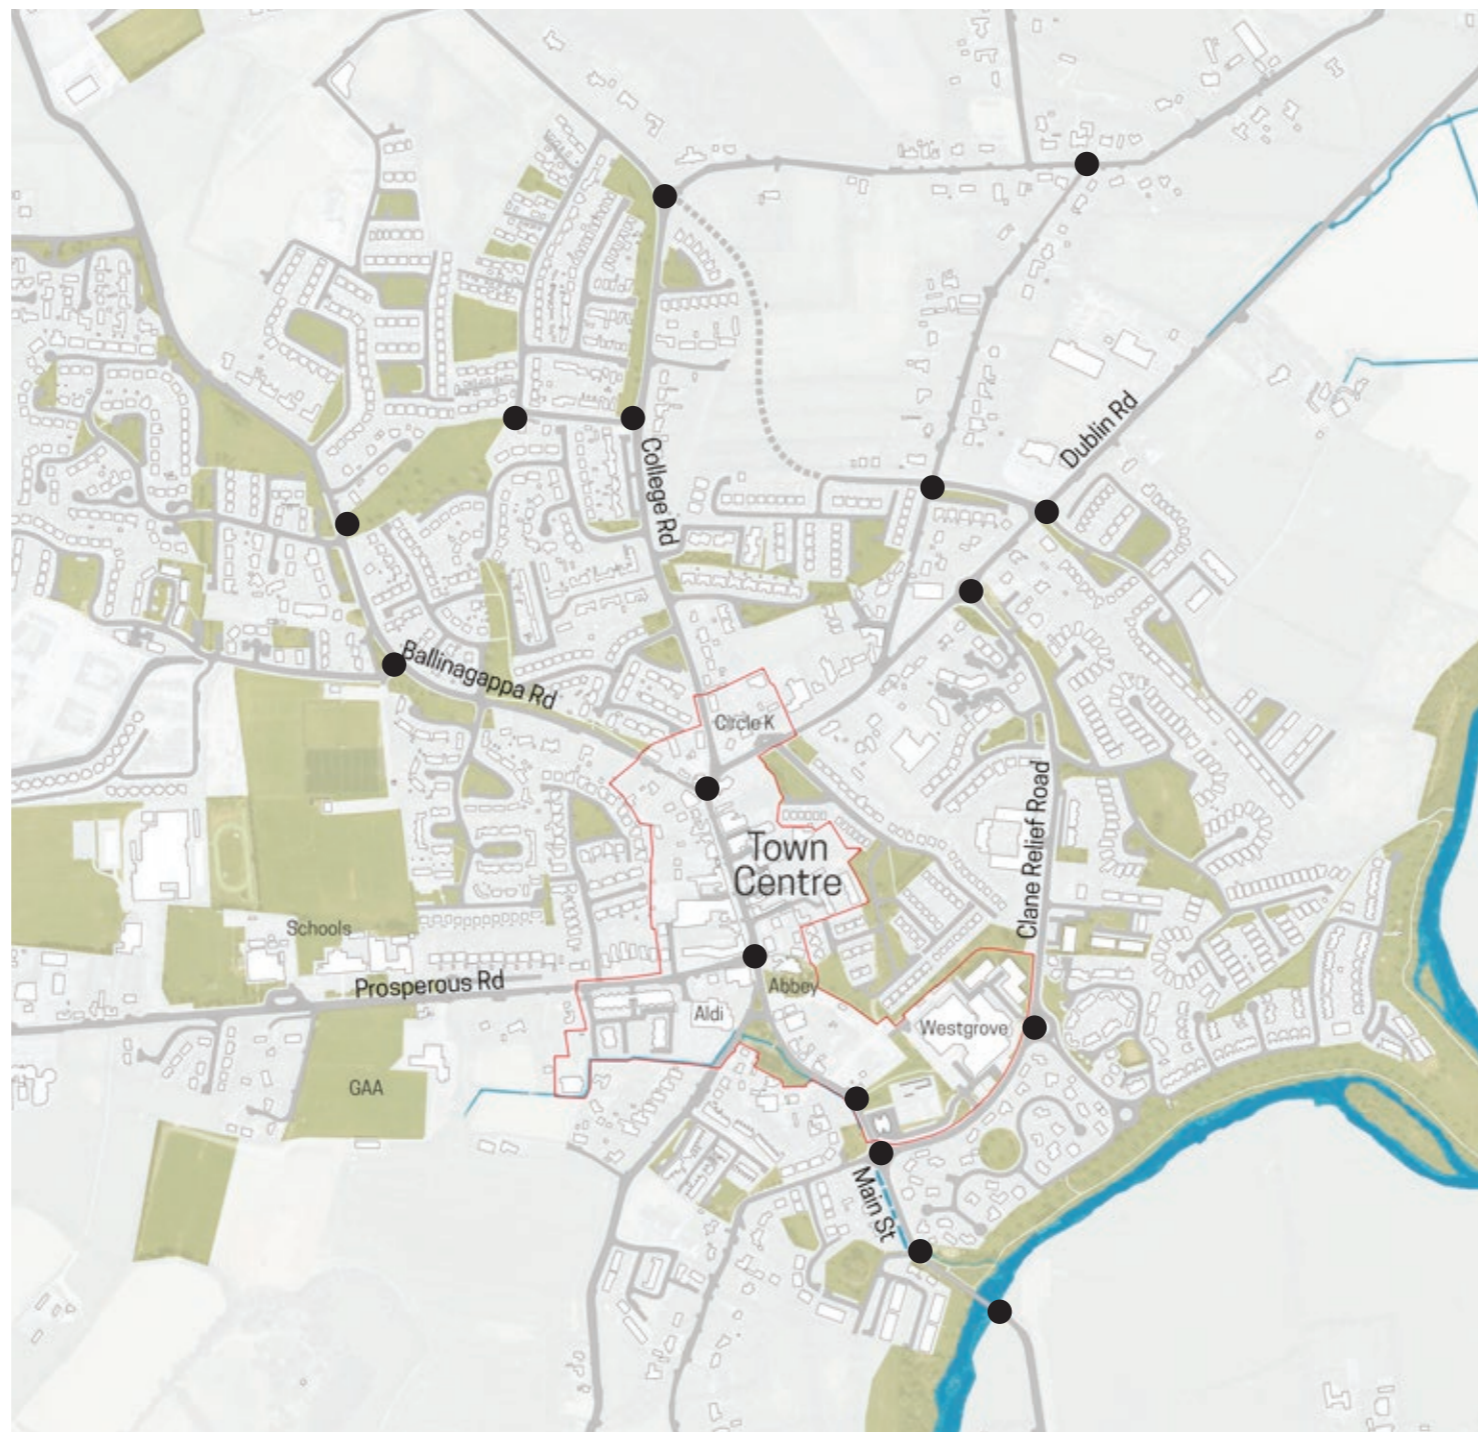 Dublin Rd
College Rd
Ballinagappa Rd
Circle K
Clane Relief Road
Town
Centre
Schools
Prosperous Rd
Abbey
Aldi
Westgrove
GAA
Main St